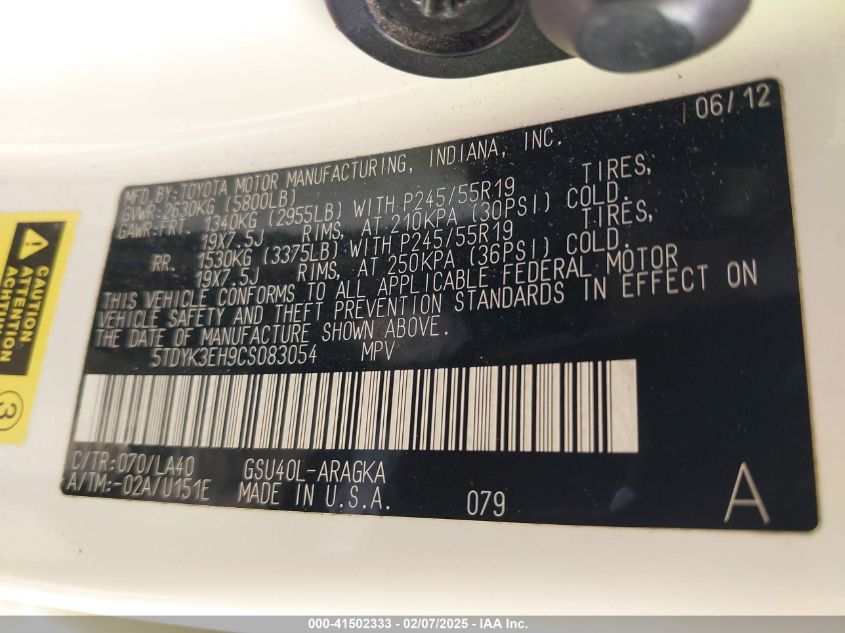 06/12
MFD.BY:TOYOTA MOTOR MANUFACTURING, INDIANA, INC.
GVWR:2630KG (5800LB)
GAWR:FRT. 1340KG (2955LB) WITH P245/55R19 TIRES,
19X7.5J RIMS, AT 210KPA (30PSI) COLD.
RR. 1530KG (3375LB) WITH P245/55R19 TIRES,
19X7.5J RIMS, AT 250KPA (36PSI) COLD.
THIS VEHICLE CONFORMS TO ALL APPLICABLE FEDERAL MOTOR
VEHICLE SAFETY AND THEFT PREVENTION STANDARDS IN EFFECT ON
THE DATE OF MANUFACTURE SHOWN ABOVE.
5TDYK3EH9CS083054 MPV
C/TR:070/LA40 GSU40L-ARAGKA
A/TM:-02A/U151E MADE IN U.S.A. 079 A
CAUTION
ATTENTION
ACHTUNG
3
000-41502333 - 02/07/2025 - IAA Inc.